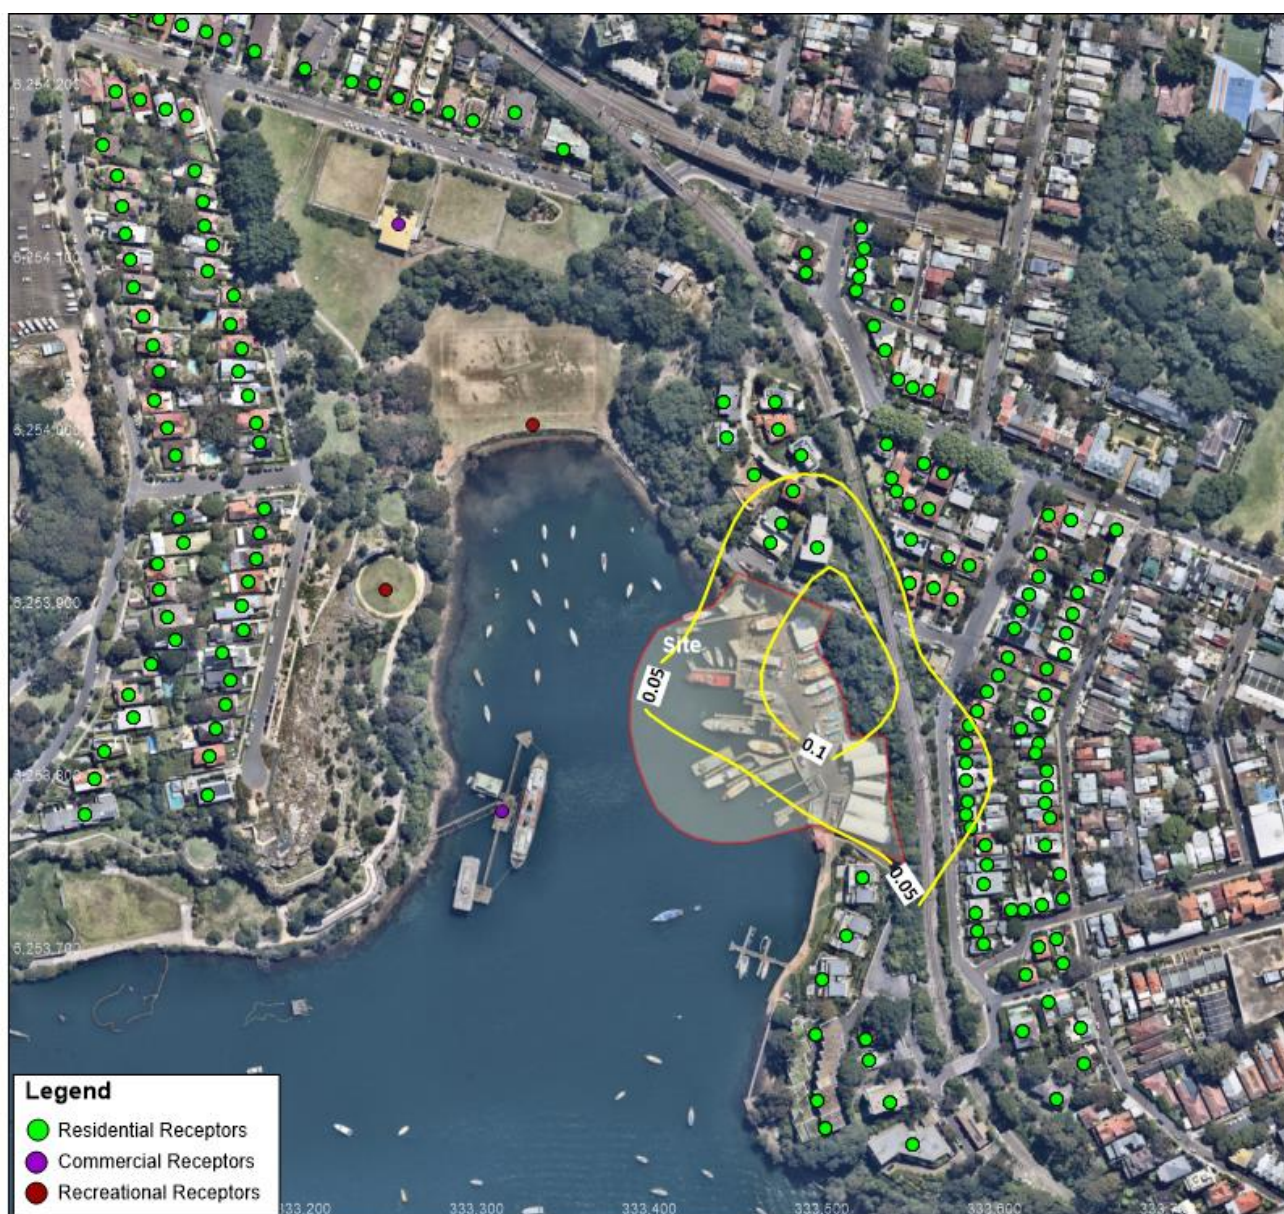 6,254,200
6,254,100
6,254,000
6,253,900
Site
0.05
0.1
6,253,800
0.05
6,253,700
Legend
Residential Receptors
Commercial Receptors
Recreational Receptors
333,200
333,300
333,400
333,500
333,600